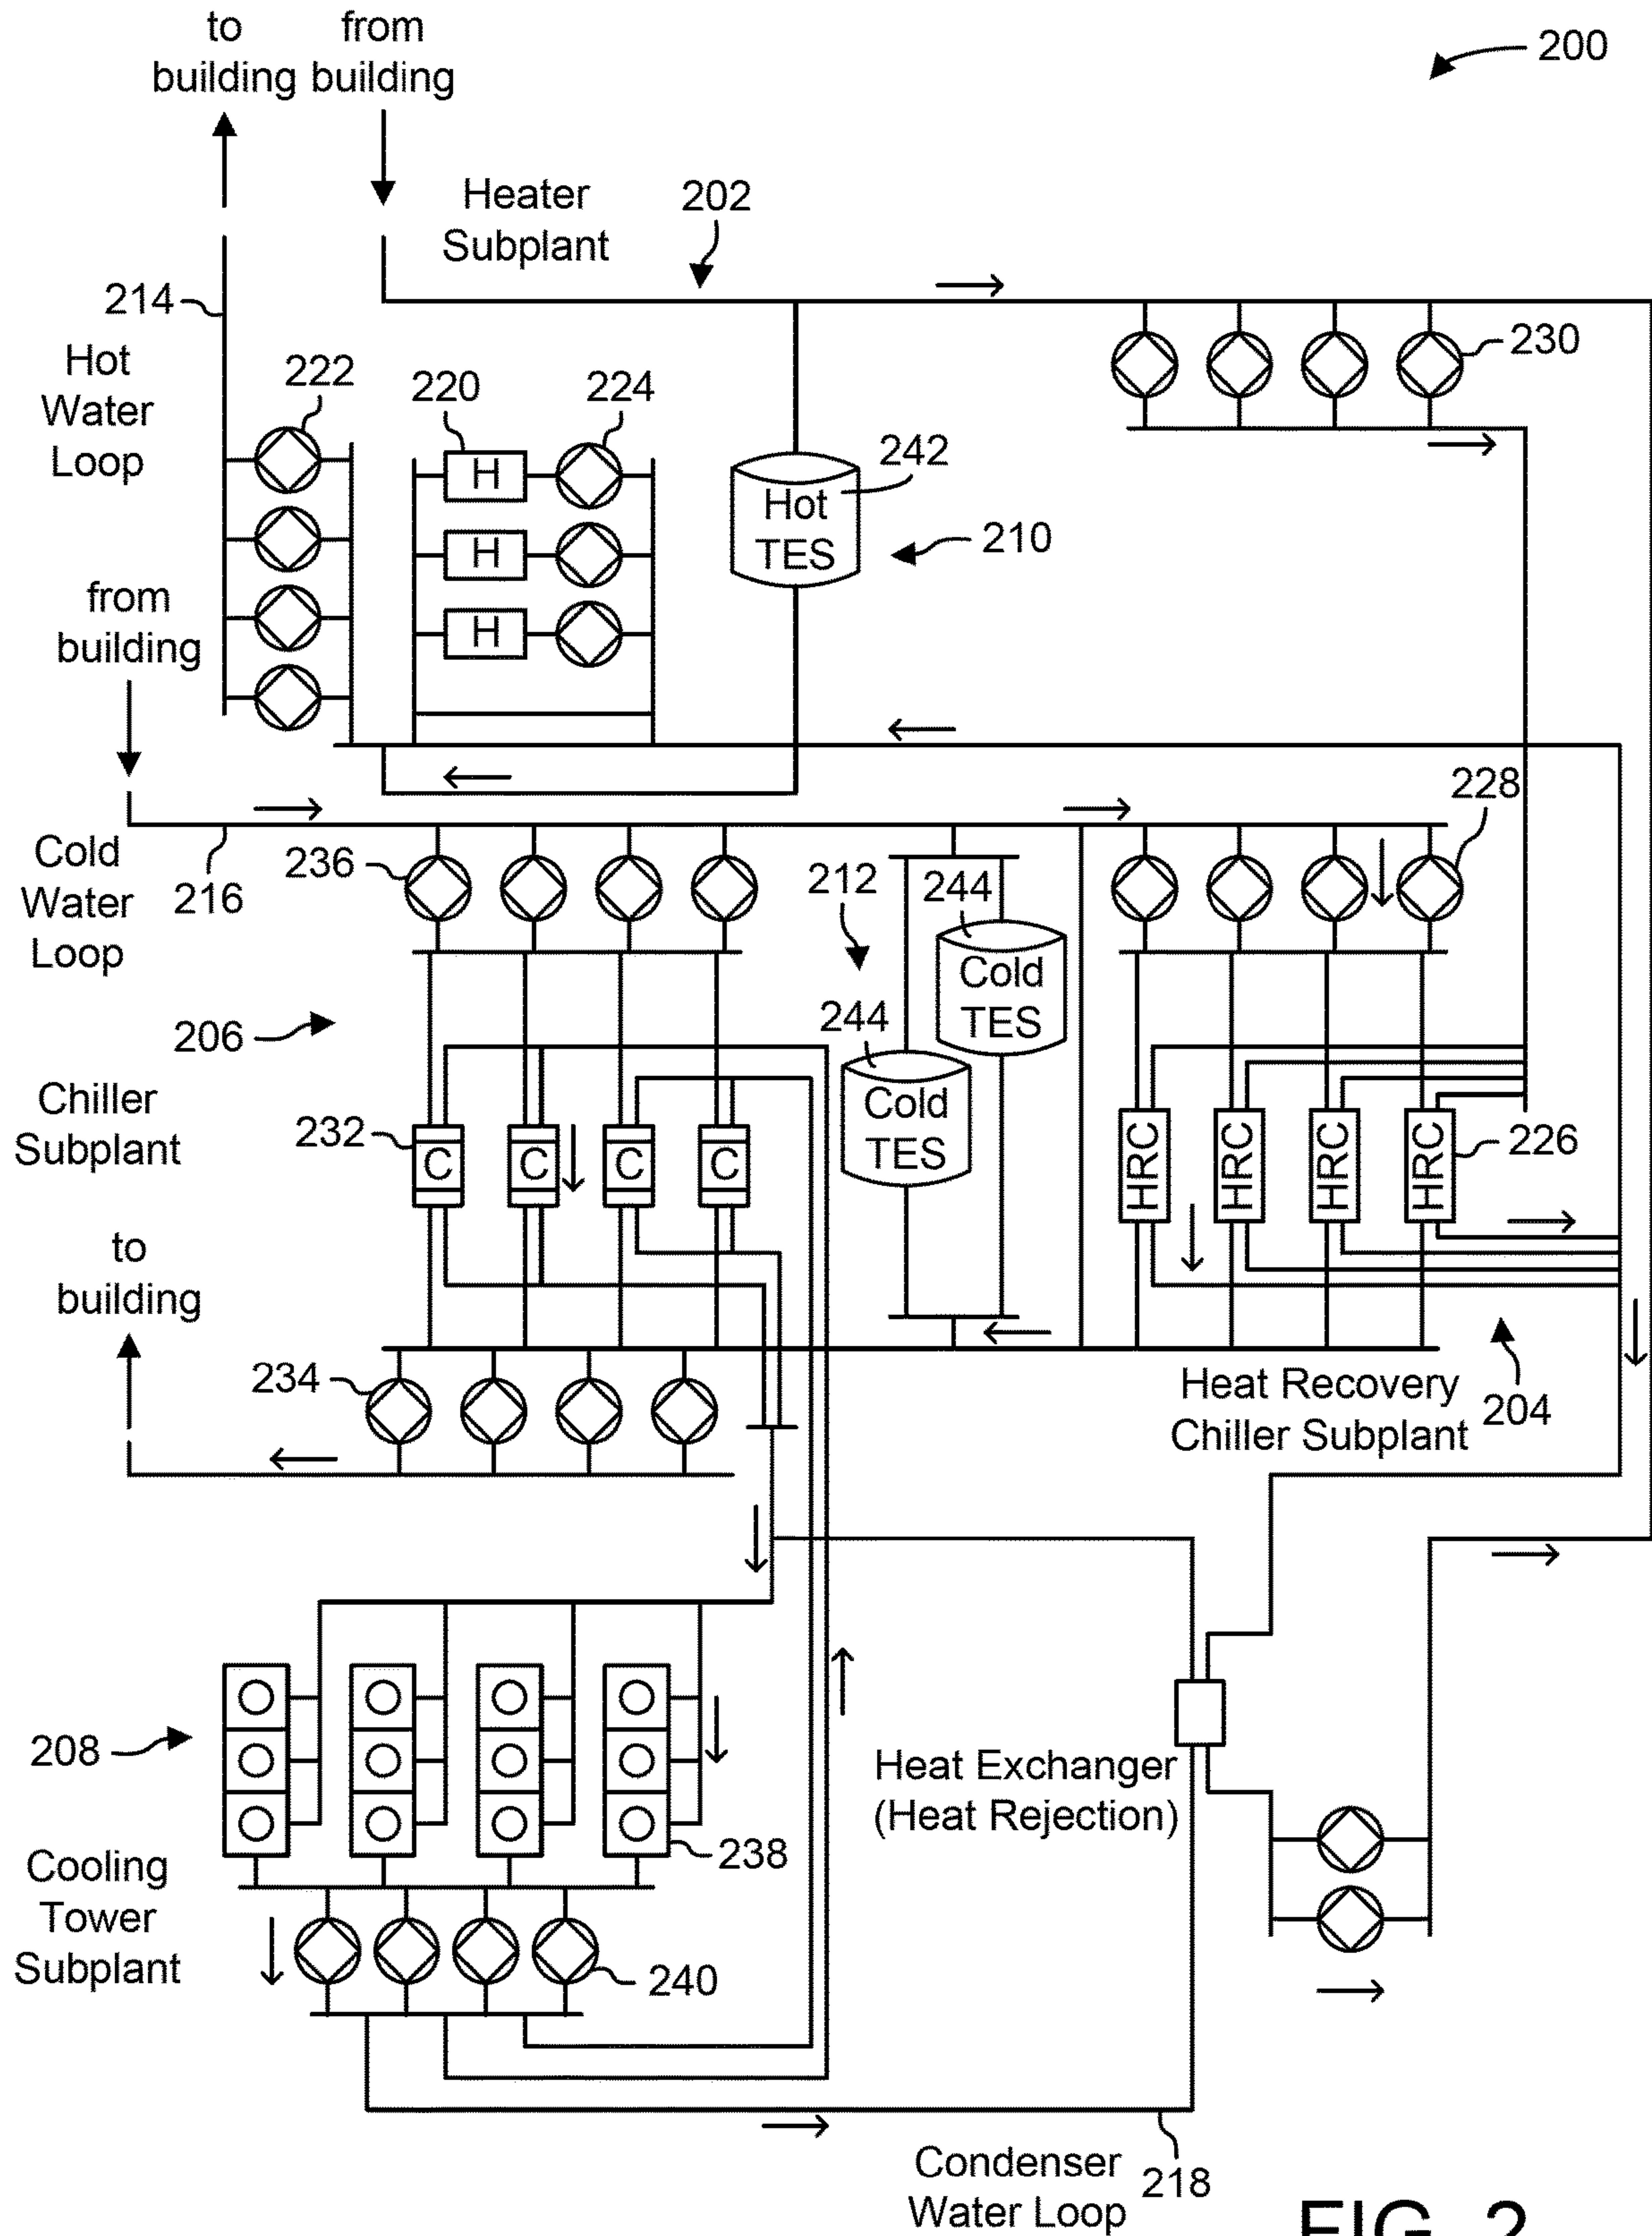 to
building
from
building
200
Heater
Subplant
202
214
Hot
Water
Loop
222
220
224
230
H
H
H
Hot
TES
242
210
from
building
228
Cold
Water
Loop
216
236
212
244
Cold
TES
244
Cold
TES
206
Chiller
Subplant
232
C
C
C
C
HRC
HRC
HRC
HRC
226
to
building
234
Heat Recovery
Chiller Subplant
204
208
238
Heat Exchanger
(Heat Rejection)
Cooling
Tower
Subplant
240
Condenser
Water Loop
218
FIG. 2